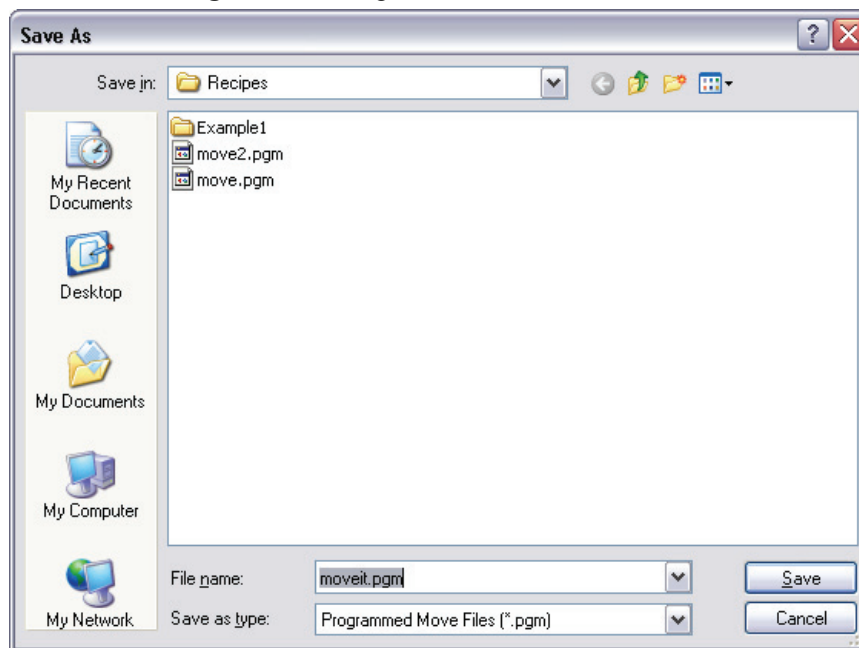 Save As
Save in:
Recipes
Example1
move2.pgm
move.pgm
My Recent
Documents
Desktop
My Documents
My Computer
My Network
File name:
moveit.pgm
Save
Save as type:
Programmed Move Files (*.pgm)
Cancel